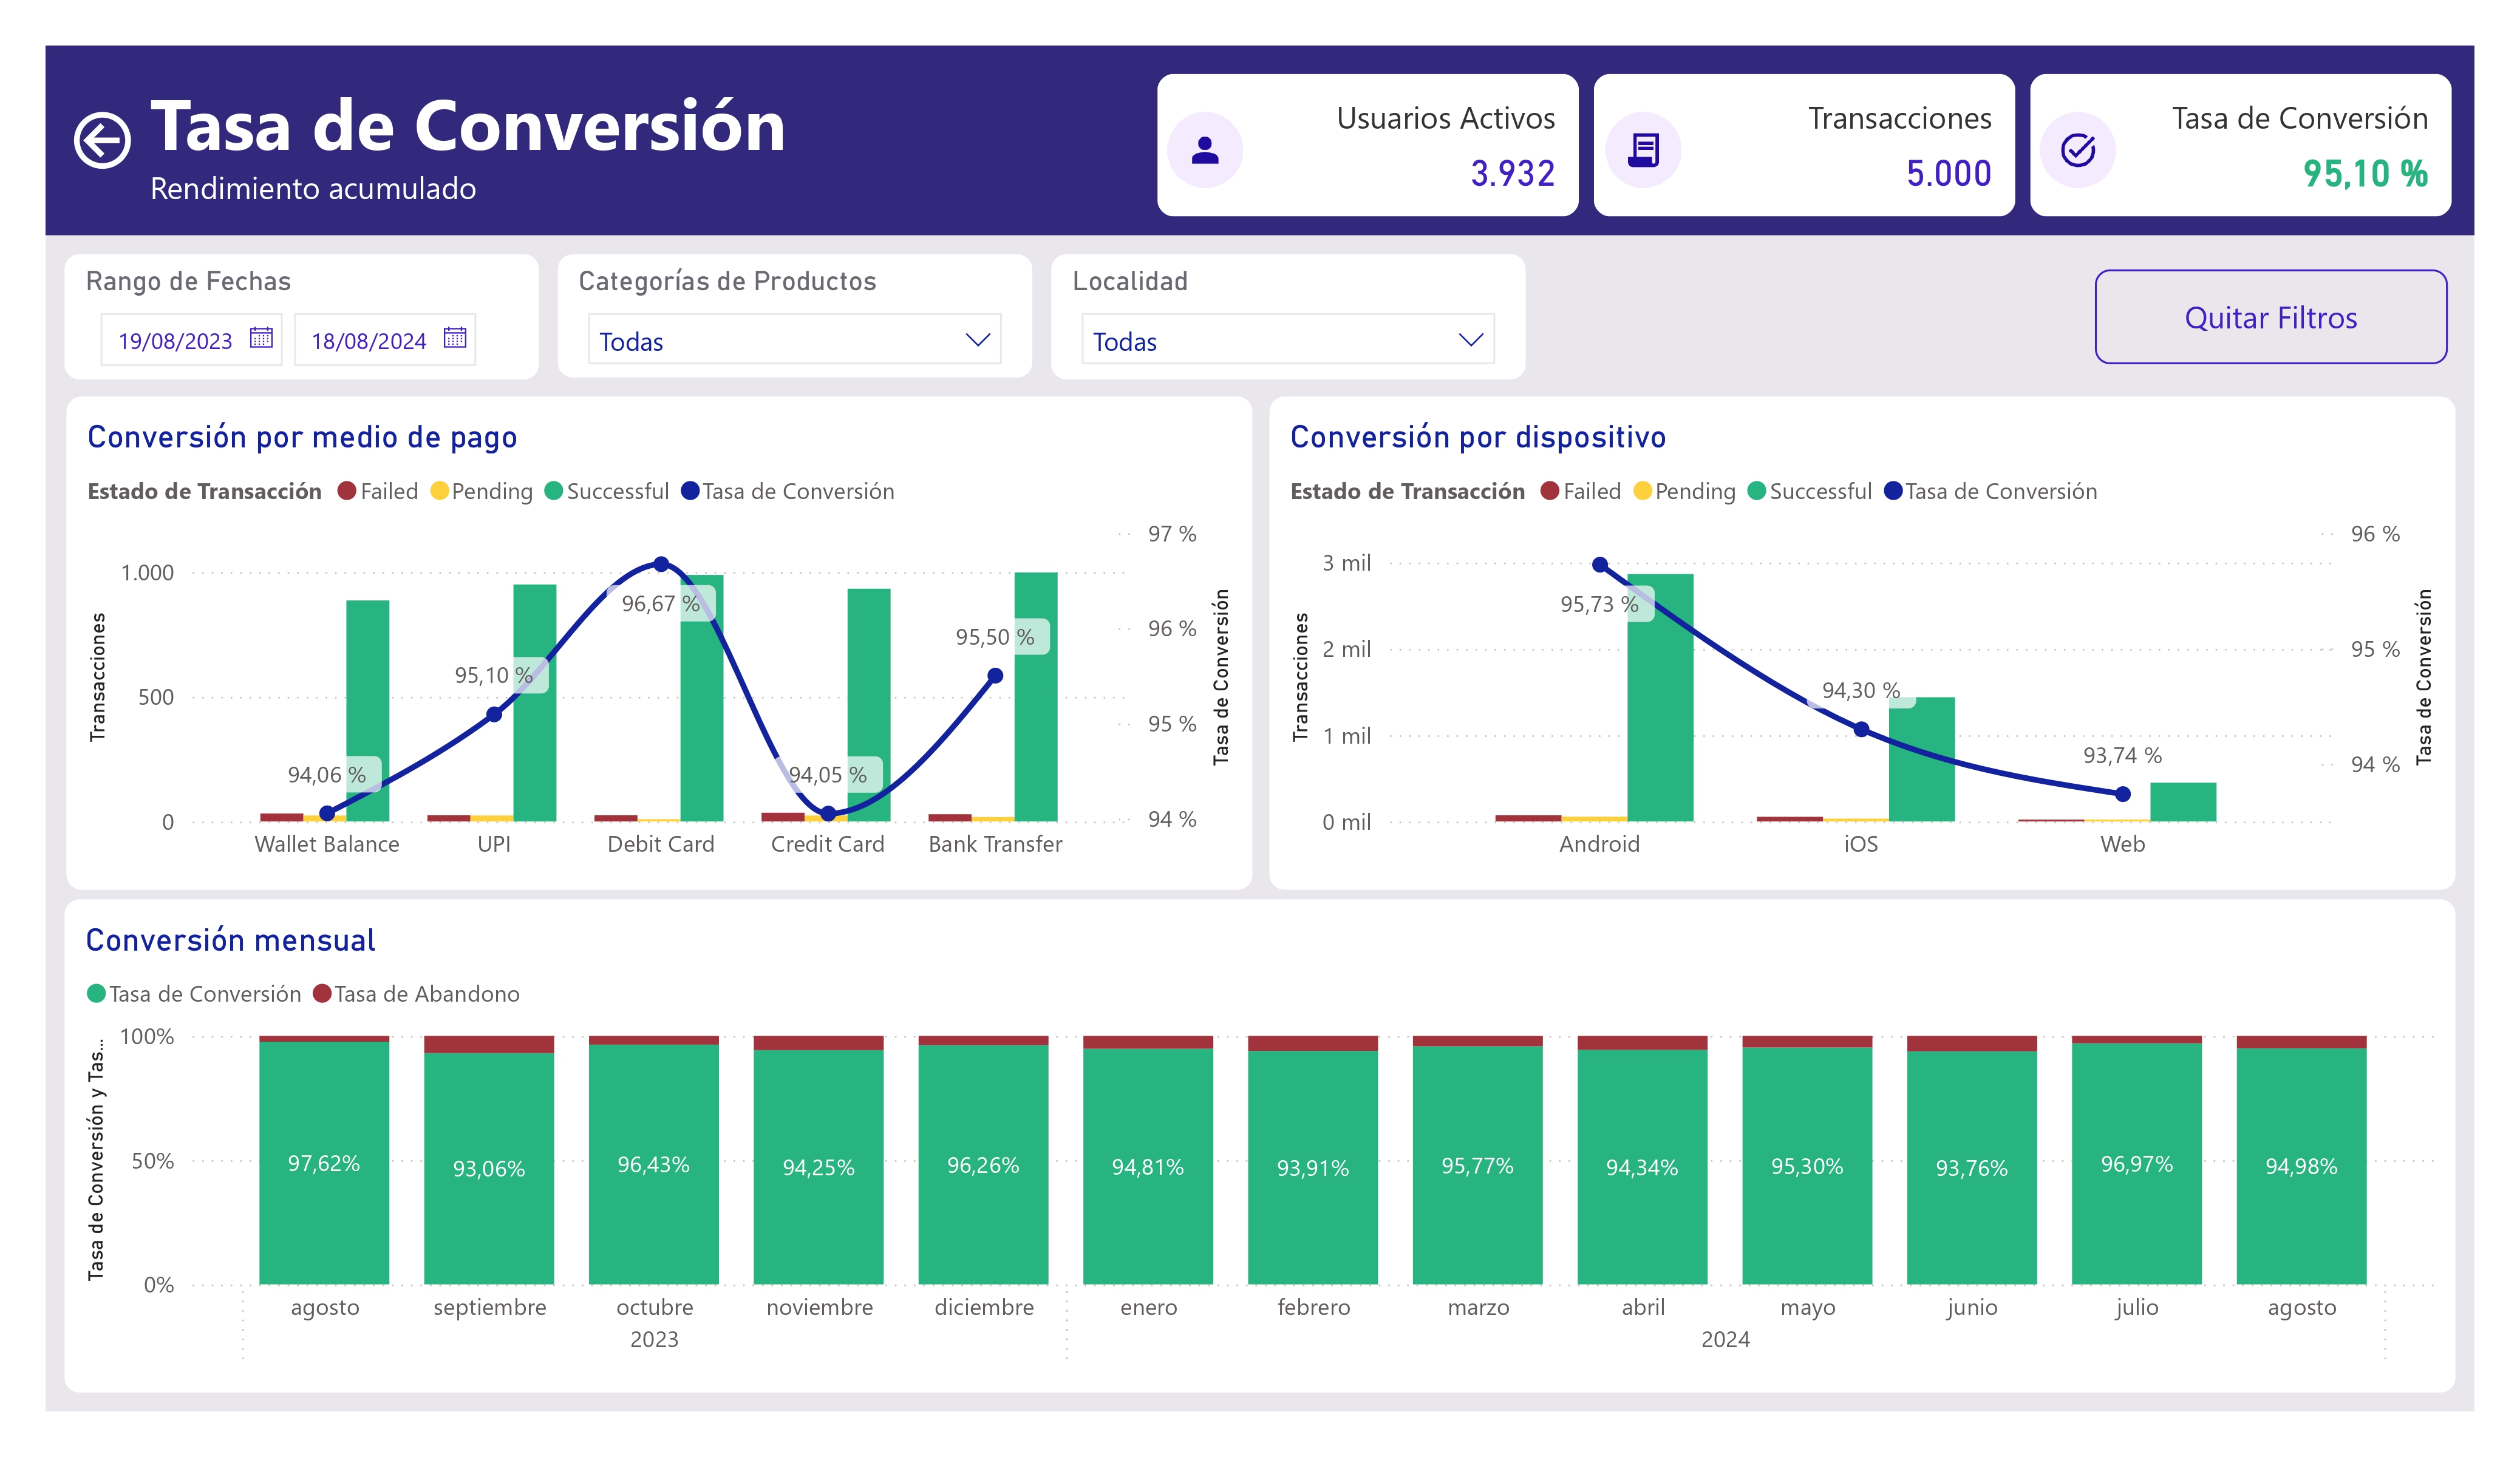 Tasa de Conversión
Rendimiento acumulado
Usuarios Activos
3.932
Transacciones
5.000
Tasa de Conversión
95,10 %
Rango de Fechas
19/08/2023 18/08/2024
Categorías de Productos
Todas
Localidad
Todas
Quitar Filtros
Conversión por medio de pago
Estado de Transacción Failed Pending Successful Tasa de Conversión
Transacciones
1.000
500
0
94,06 %
95,10 %
96,67 %
94,05 %
95,50 %
97 %
96 %
95 %
94 %
Tasa de Conversión
Wallet Balance UPI Debit Card Credit Card Bank Transfer
Conversión por dispositivo
Estado de Transacción Failed Pending Successful Tasa de Conversión
Transacciones
3 mil
2 mil
1 mil
0 mil
95,73 %
94,30 %
93,74 %
96 %
95 %
94 %
Tasa de Conversión
Android iOS Web
Conversión mensual
Tasa de Conversión Tasa de Abandono
Tasa de Conversión y Tas...
100%
50%
0%
97,62% 93,06% 96,43% 94,25% 96,26% 94,81% 93,91% 95,77% 94,34% 95,30% 93,76% 96,97% 94,98%
agosto septiembre octubre noviembre diciembre enero febrero marzo abril mayo junio julio agosto
2023 2024